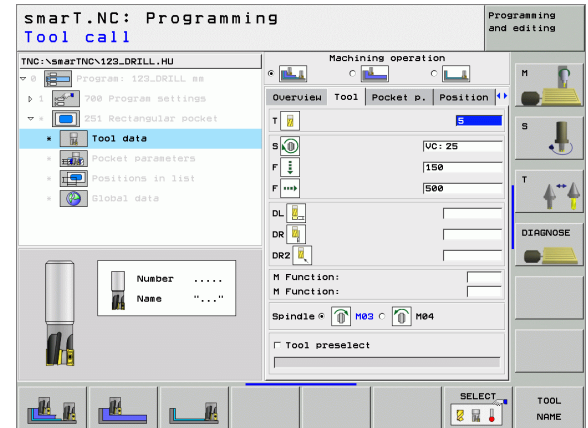 smarT.NC: Programming
Tool call
Programming
and editing
TNC:\smarTNC\123_DRILL.HU
0 Program: 123_DRILL mm
1 700 Program settings
* 251 Rectangular pocket
* Tool data
* Pocket parameters
* Positions in list
* Global data
Machining operation
Overview Tool Pocket p. Position
T 5
S VC: 25
F 150
F 500
DL
DR
DR2
M Function:
M Function:
Spindle M03 M04
Tool preselect
Number .....
Name "..."
M
S
T
DIAGNOSE
SELECT
TOOL
NAME